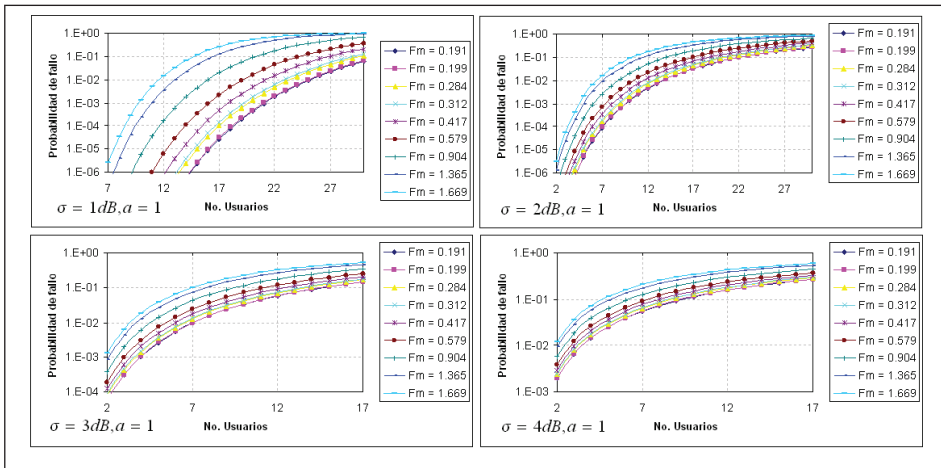 Probabilidad de fallo
1.E+00
1.E-01
1.E-02
1.E-03
1.E-04
1.E-05
1.E-06
7
12
17
22
27
No. Usuarios
σ = 1dB, a = 1
Fm = 0.191
Fm = 0.199
Fm = 0.284
Fm = 0.312
Fm = 0.417
Fm = 0.579
Fm = 0.904
Fm = 1.365
Fm = 1.669
Probabilidad de fallo
1.E+00
1.E-01
1.E-02
1.E-03
1.E-04
1.E-05
1.E-06
2
7
12
17
22
27
No. Usuarios
σ = 2dB, a = 1
Fm = 0.191
Fm = 0.199
Fm = 0.284
Fm = 0.312
Fm = 0.417
Fm = 0.579
Fm = 0.904
Fm = 1.365
Fm = 1.669
Probabilidad de fallo
1.E+00
1.E-01
1.E-02
1.E-03
1.E-04
2
7
12
17
No. Usuarios
σ = 3dB, a = 1
Fm = 0.191
Fm = 0.199
Fm = 0.284
Fm = 0.312
Fm = 0.417
Fm = 0.579
Fm = 0.904
Fm = 1.365
Fm = 1.669
Probabilidad de fallo
1.E+00
1.E-01
1.E-02
1.E-03
2
7
12
17
No. Usuarios
σ = 4dB, a = 1
Fm = 0.191
Fm = 0.199
Fm = 0.284
Fm = 0.312
Fm = 0.417
Fm = 0.579
Fm = 0.904
Fm = 1.365
Fm = 1.669